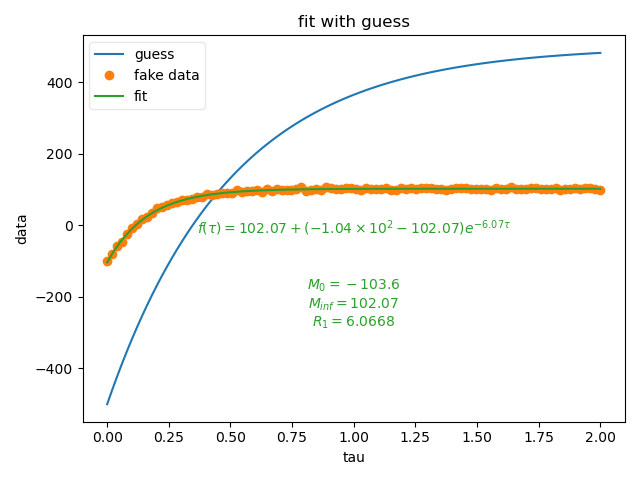 fit with guess
guess
fake data
fit
data
400
200
0
−200
−400
f(τ) = 102.07 + (−1.04 × 10² − 102.07)e^{−6.07τ}
M₀ = −103.6
M_{inf} = 102.07
R₁ = 6.0668
0.00 0.25 0.50 0.75 1.00 1.25 1.50 1.75 2.00
tau